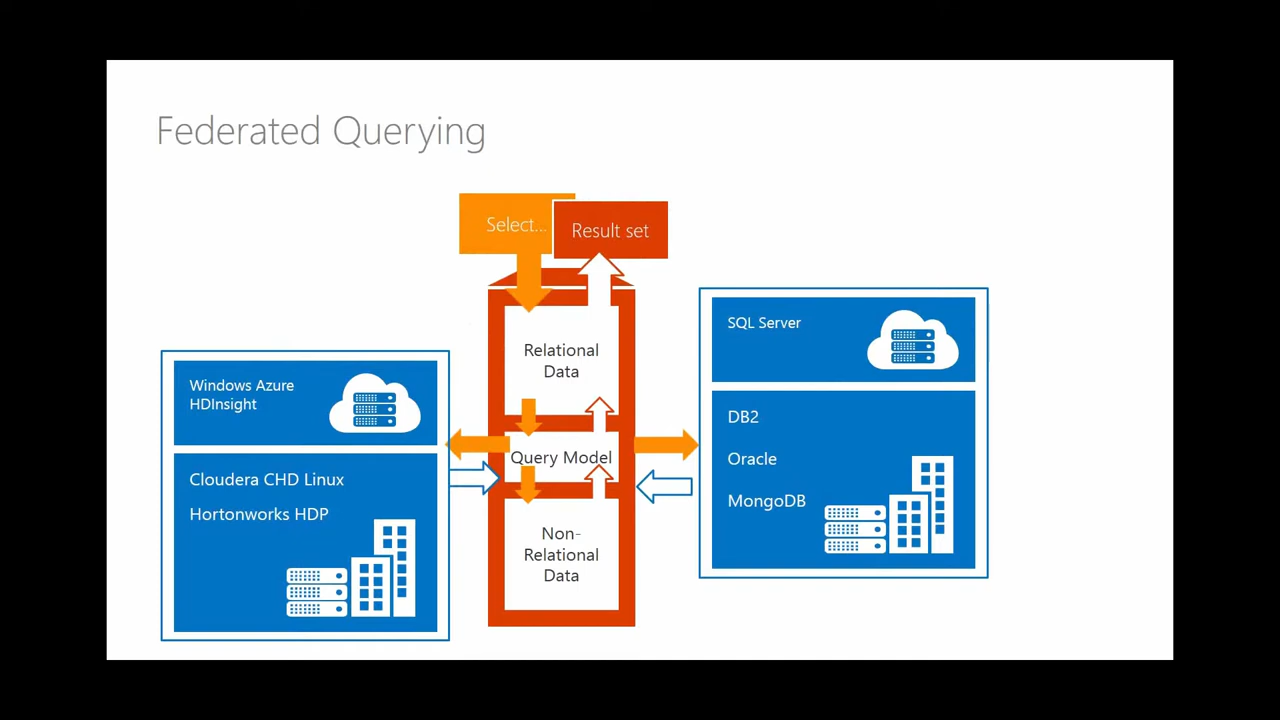 Federated Querying
Select...
Result set
Relational
Data
Query Model
Non-
Relational
Data
Windows Azure
HDInsight
Cloudera CHD Linux
Hortonworks HDP
SQL Server
DB2
Oracle
MongoDB